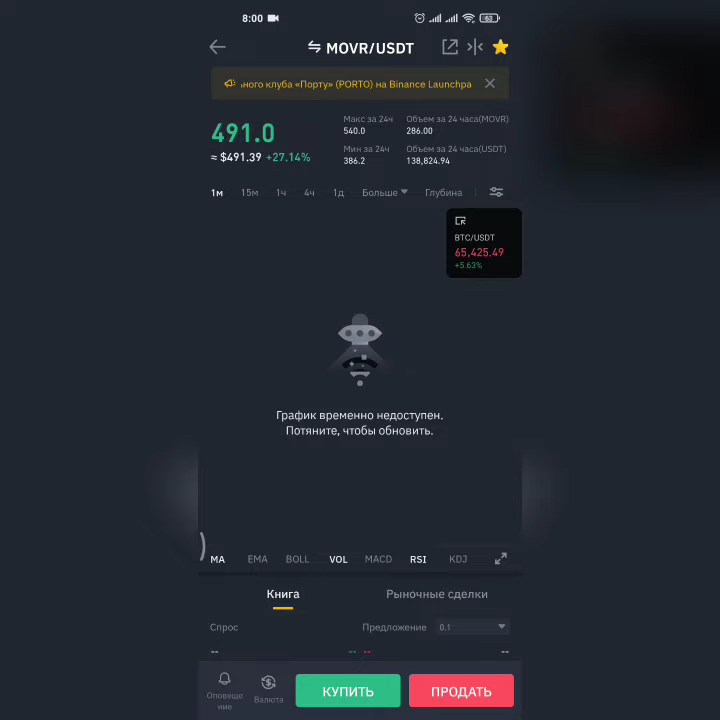 8:00
63
MOVR/USDT
ного клуба «Порту» (PORTO) на Binance Launchpa
491.0
≈ $491.39 +27.14%
Макс за 24ч
540.0
Объем за 24 часа(MOVR)
286.00
Мин за 24ч
386.2
Объем за 24 часа(USDT)
138,824.94
1м 15м 1ч 4ч 1д Больше Глубина
BTC/USDT
65,425.49
+5.63%
График временно недоступен.
Потяните, чтобы обновить.
MA EMA BOLL VOL MACD RSI KDJ
Книга Рыночные сделки
Спрос Предложение 0.1
-- -- -- --
Оповеще
ние
Валюта
КУПИТЬ
ПРОДАТЬ